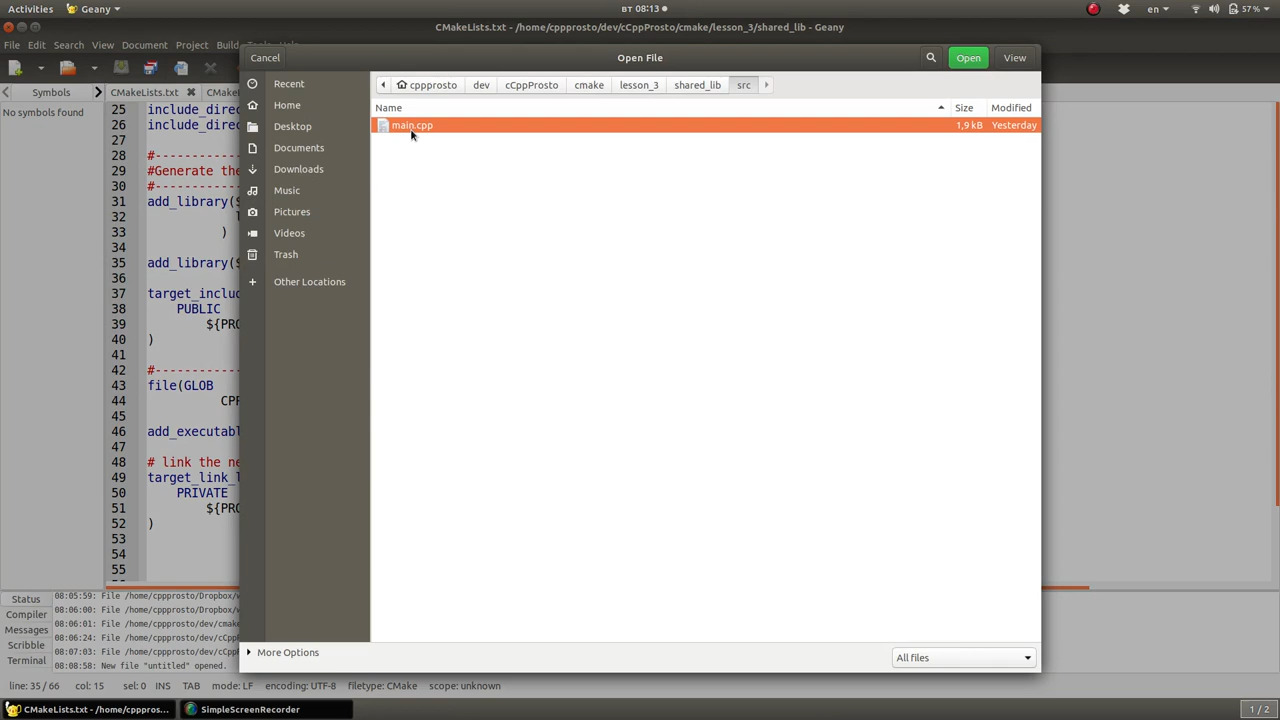 Activities
Geany
вт 08:13
en
57%
CMakeLists.txt - /home/cppprosto/dev/cCppProsto/cmake/lesson_3/shared_lib - Geany
File Edit Search View Document Project Build
Cancel
Open File
Open
View
Symbols
CMakeLists.txt
No symbols found
Recent
Home
Desktop
Documents
Downloads
Music
Pictures
Videos
Trash
Other Locations
cppprosto dev cCppProsto cmake lesson_3 shared_lib src
Name Size Modified
main.cpp 1,9 kB Yesterday
More Options
All files
25 include_direc
26 include_direc
27
28 #-----------
29 #Generate the
30 #-----------
31 add_library($
32
33 )
34
35 add_library($
36
37 target_inclu
38 PUBLIC
39 ${PRO
40 )
41
42 #-----------
43 file(GLOB
44 CPP
45
46 add_executabl
47
48 # link the ne
49 target_link_l
50 PRIVATE
51 ${PRO
52 )
53
54
55
Status
Compiler
Messages
Scribble
Terminal
08:05:59: File /home/cppprosto/Dropbox/
08:06:00: File /home/cppprosto/Dropbox/
08:06:01: File /home/cppprosto/dev/cmake
08:06:24: File /home/cppprosto/dev/cCppP
08:07:03: File /home/cppprosto/dev/cCppP
08:08:58: New file "untitled" opened.
line: 35 / 66 col: 15 sel: 0 INS TAB mode: LF encoding: UTF-8 filetype: CMake scope: unknown
CMakeLists.txt - /home/cpppros...
SimpleScreenRecorder
1 / 2